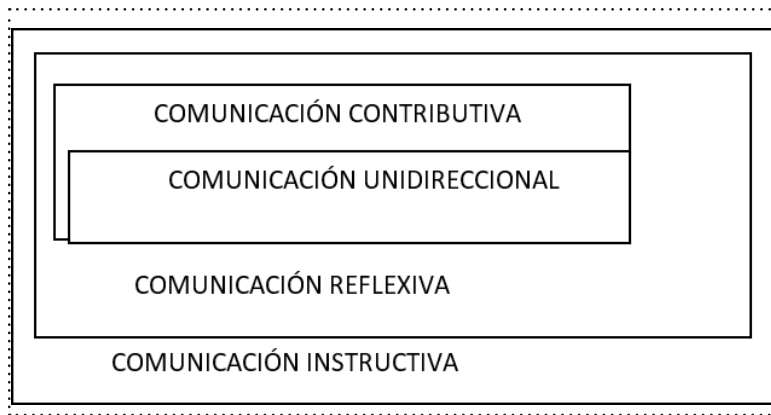 COMUNICACIÓN CONTRIBUTIVA
COMUNICACIÓN UNIDIRECCIONAL
COMUNICACIÓN REFLEXIVA
COMUNICACIÓN INSTRUCTIVA